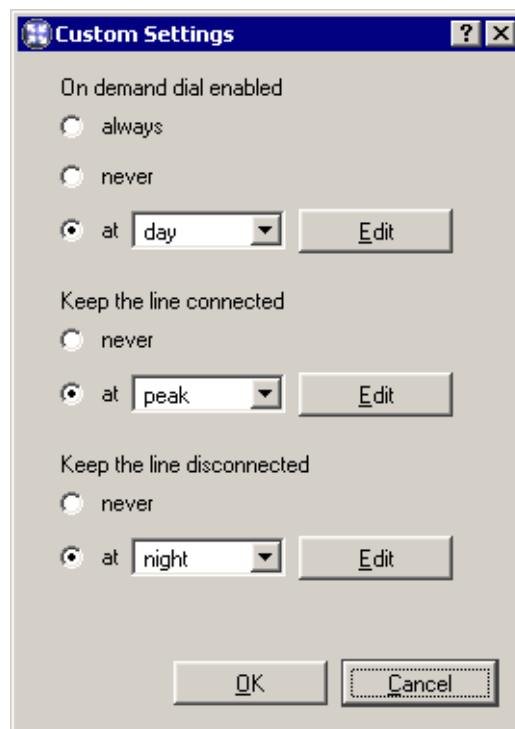 Custom Settings ? X
On demand dial enabled
always
never
at day Edit
Keep the line connected
never
at peak Edit
Keep the line disconnected
never
at night Edit
OK Cancel